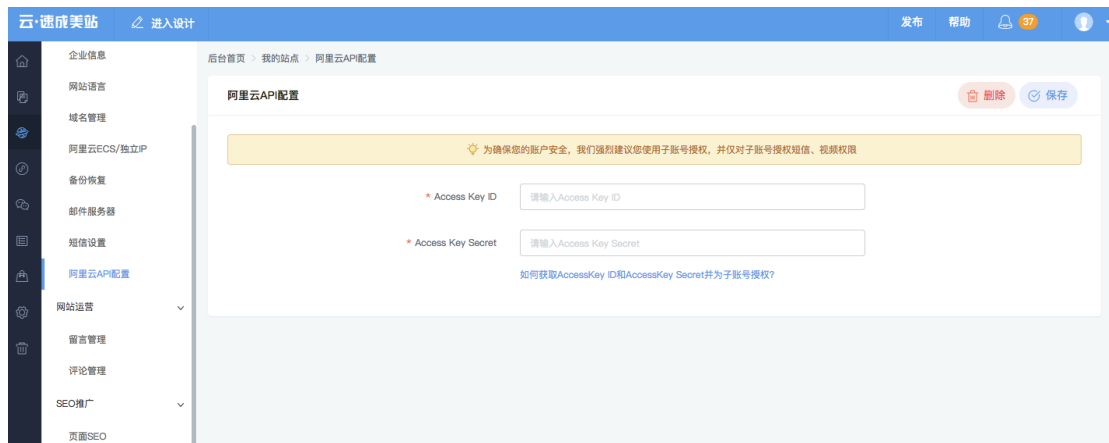 云·速成美站
进入设计
发布
帮助
37
企业信息
网站语言
域名管理
阿里云ECS/独立IP
备份恢复
邮件服务器
短信设置
阿里云API配置
网站运营
留言管理
评论管理
SEO推广
页面SEO
后台首页 > 我的站点 > 阿里云API配置
阿里云API配置
删除
保存
为确保您的账户安全，我们强烈建议您使用子账号授权，并仅对子账号授权短信、视频权限
* Access Key ID
请输入Access Key ID
* Access Key Secret
请输入Access Key Secret
如何获取AccessKey ID和AccessKey Secret并为子账号授权?